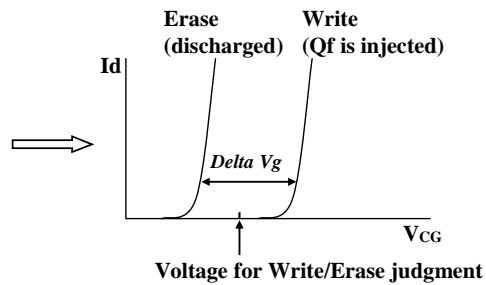 Erase
(discharged)
Write
(Qf is injected)
Id
Delta Vg
VCG
Voltage for Write/Erase judgment